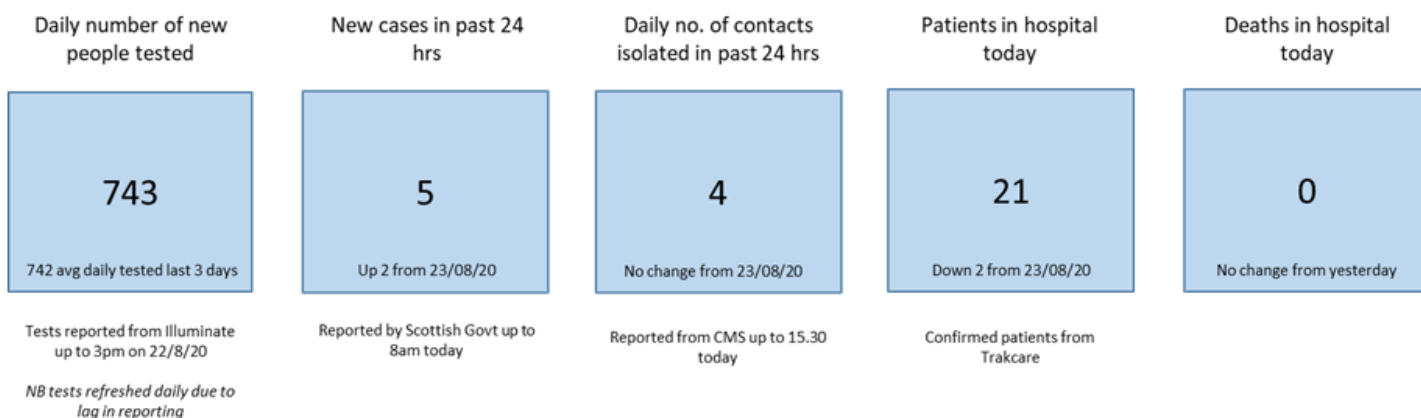 Daily number of new
people tested
743
742 avg daily tested last 3 days
Tests reported from Illuminate
up to 3pm on 22/8/20
NB tests refreshed daily due to
lag in reporting
New cases in past 24
hrs
5
Up 2 from 23/08/20
Reported by Scottish Govt up to
8am today
Daily no. of contacts
isolated in past 24 hrs
4
No change from 23/08/20
Reported from CMS up to 15.30
today
Patients in hospital
today
21
Down 2 from 23/08/20
Confirmed patients from
Trakcare
Deaths in hospital
today
0
No change from yesterday